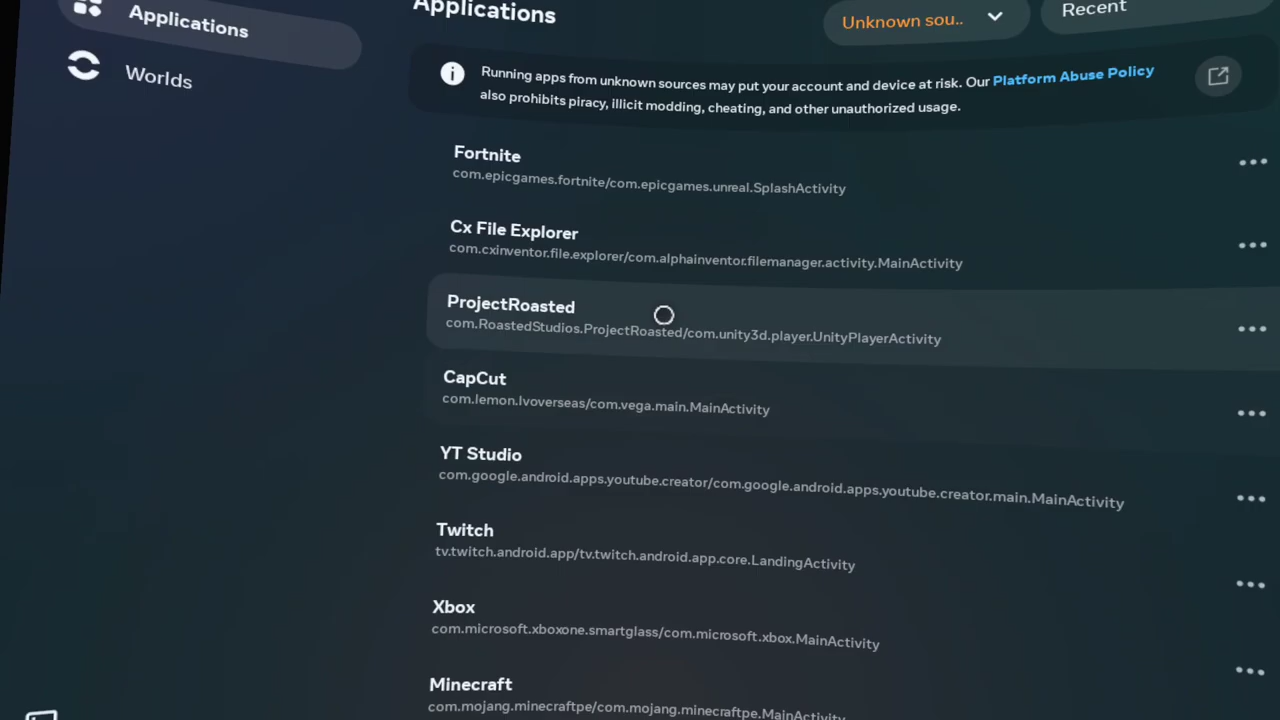 Applications
Worlds
Applications
Unknown sou..
Recent
Running apps from unknown sources may put your account and device at risk. Our Platform Abuse Policy
also prohibits piracy, illicit modding, cheating, and other unauthorized usage.
Fortnite
com.epicgames.fortnite/com.epicgames.unreal.SplashActivity
Cx File Explorer
com.cxinventor.file.explorer/com.alphainventor.filemanager.activity.MainActivity
ProjectRoasted
com.RoastedStudios.ProjectRoasted/com.unity3d.player.UnityPlayerActivity
CapCut
com.lemon.lvoverseas/com.vega.main.MainActivity
YT Studio
com.google.android.apps.youtube.creator/com.google.android.apps.youtube.creator.main.MainActivity
Twitch
tv.twitch.android.app/tv.twitch.android.app.core.LandingActivity
Xbox
com.microsoft.xboxone.smartglass/com.microsoft.xbox.MainActivity
Minecraft
com.mojang.minecraftpe/com.mojang.minecraftpe.MainActivity